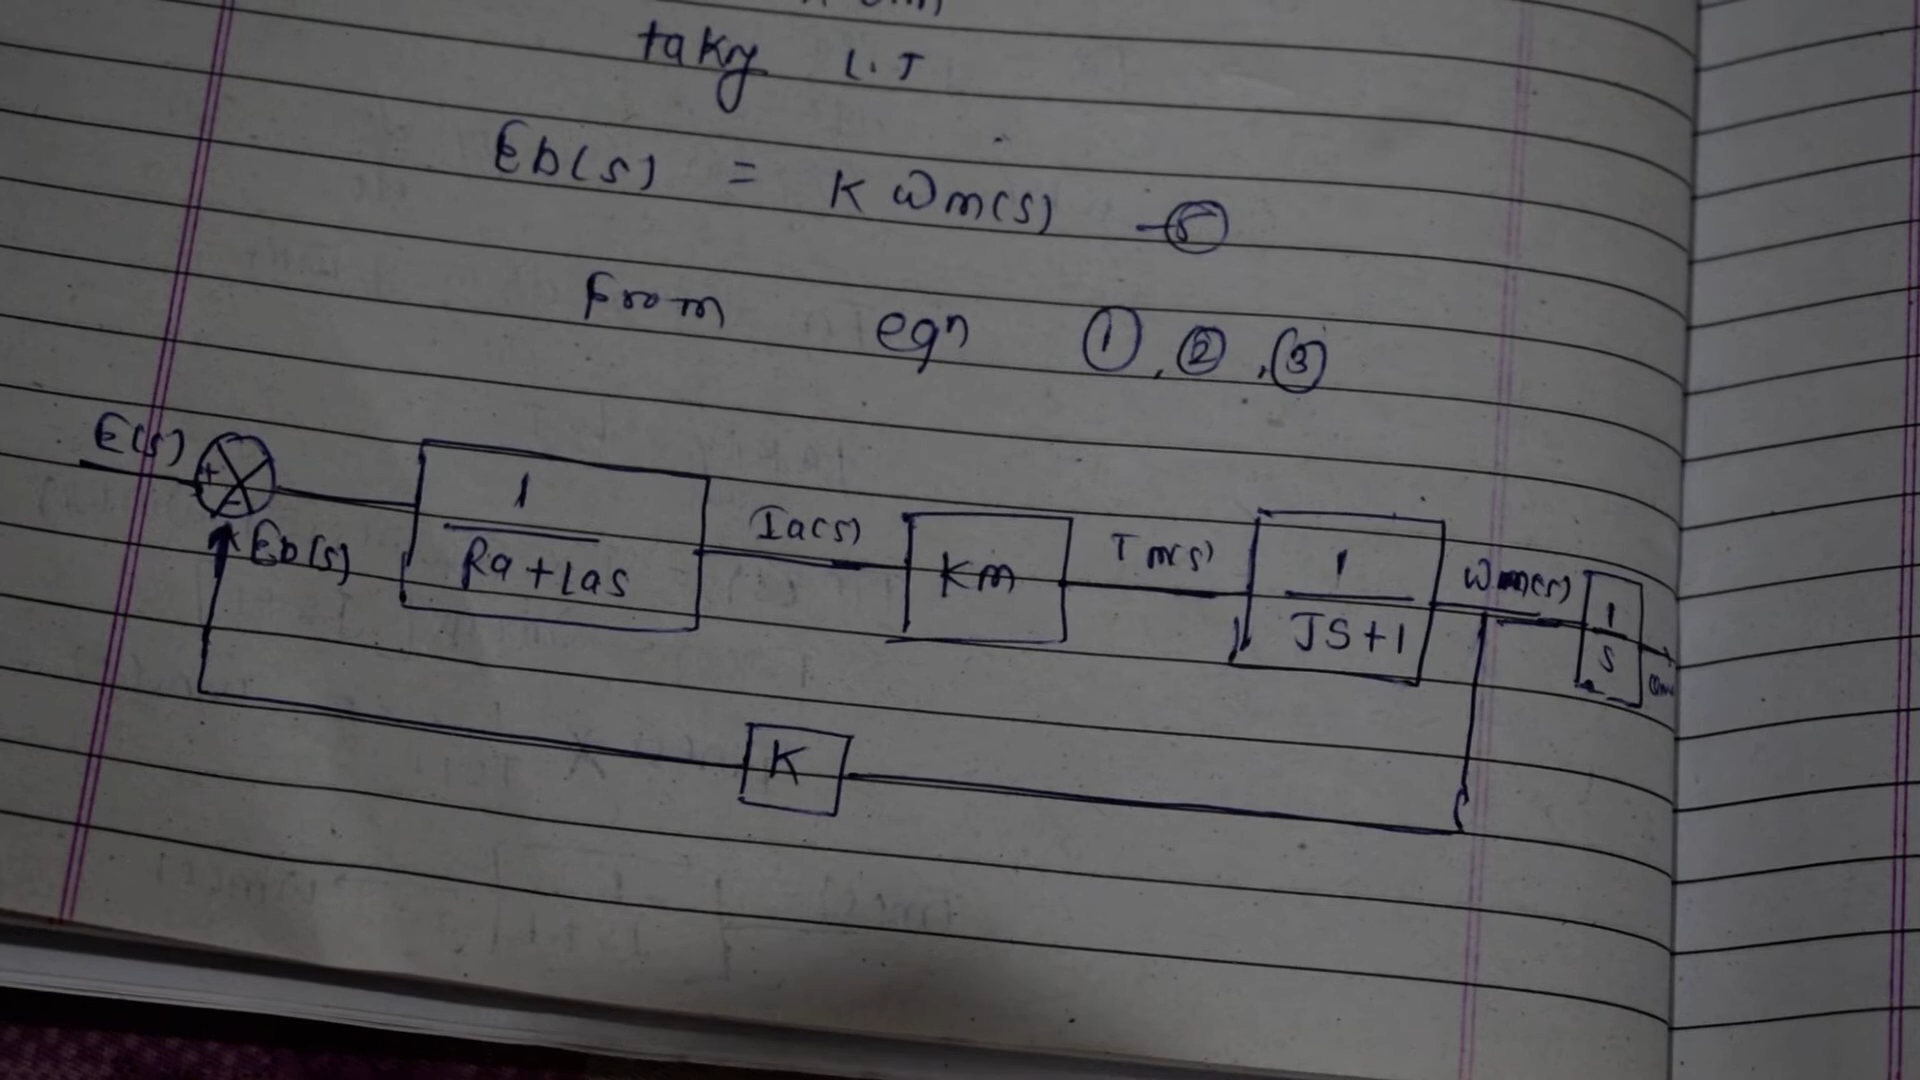 taky L.T
Eb(s) = K ωm(s) -⑤
From eqn ①, ②, ③
E(s)
+
-
Eb(s)
1
Ra+Las
Ia(s)
Km
Tm(s)
1
JS+1
ωm(s)
1
S
K